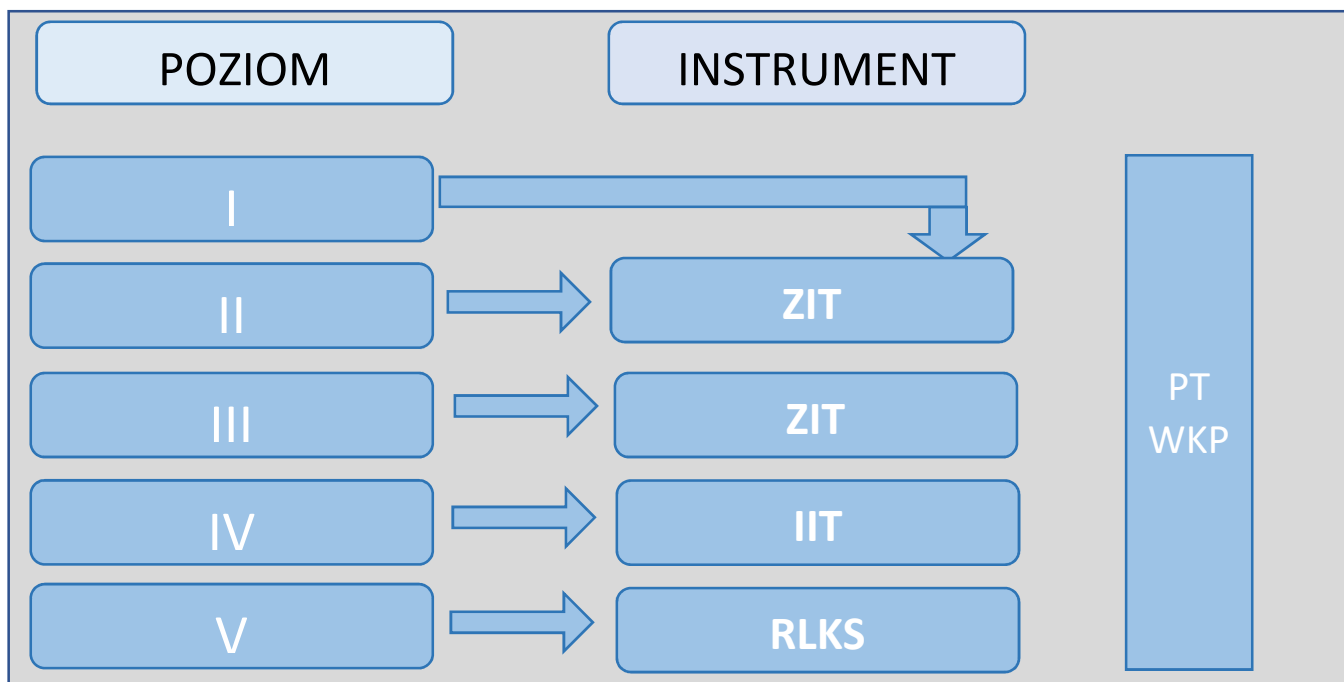 POZIOM
INSTRUMENT
I
II
ZIT
III
ZIT
IV
IIT
V
RLKS
PT
WKP